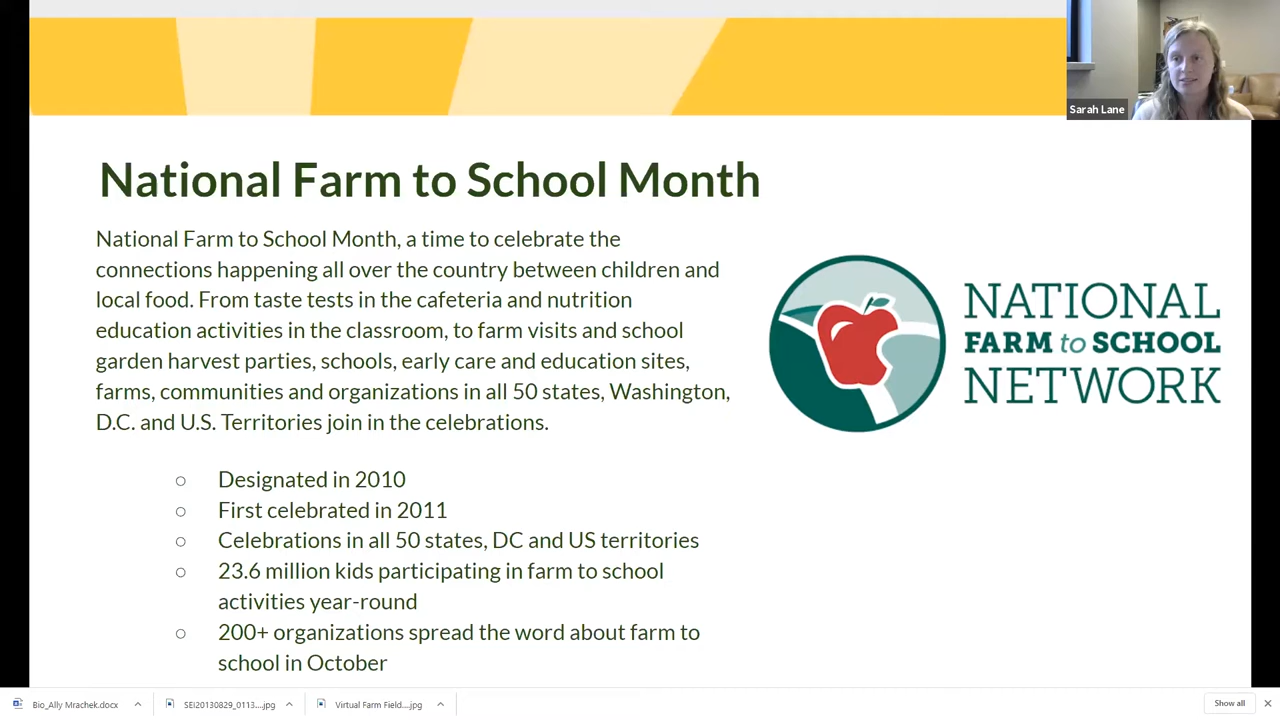 Sarah Lane
National Farm to School Month
National Farm to School Month, a time to celebrate the
connections happening all over the country between children and
local food. From taste tests in the cafeteria and nutrition
education activities in the classroom, to farm visits and school
garden harvest parties, schools, early care and education sites,
farms, communities and organizations in all 50 states, Washington,
D.C. and U.S. Territories join in the celebrations.
NATIONAL
FARM to SCHOOL
NETWORK
Designated in 2010
First celebrated in 2011
Celebrations in all 50 states, DC and US territories
23.6 million kids participating in farm to school
activities year-round
200+ organizations spread the word about farm to
school in October
Bio_Ally Mrachek.docx
SEI20130829_0113....jpg
Virtual Farm Field....jpg
Show all